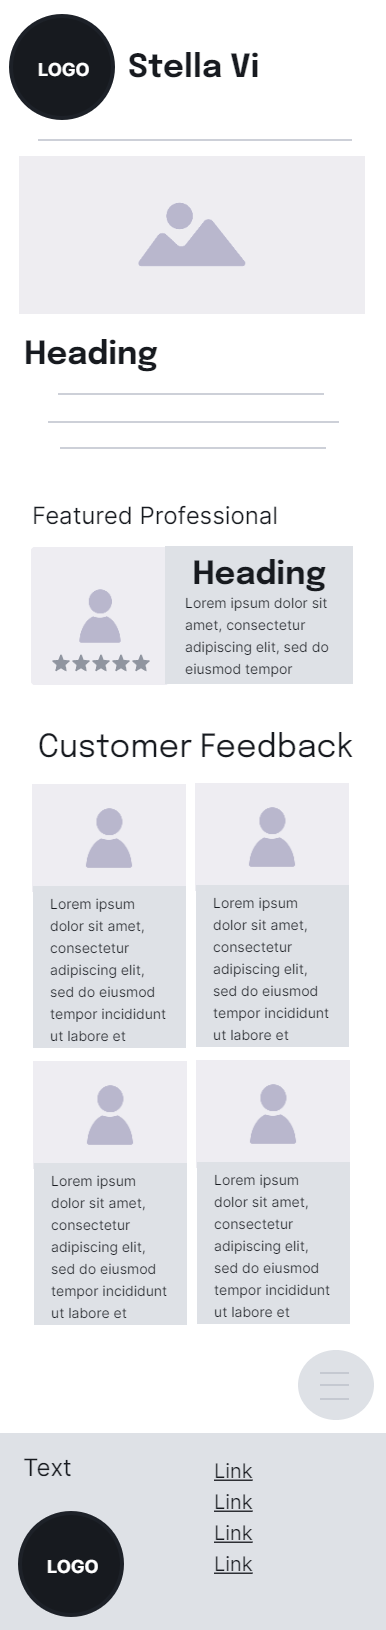 LOGO
Stella Vi
Heading
Featured Professional
Heading
Lorem ipsum dolor sit
amet, consectetur
adipiscing elit, sed do
eiusmod tempor
Customer Feedback
Lorem ipsum
dolor sit amet,
consectetur
adipiscing elit,
sed do eiusmod
tempor incididunt
ut labore et
Lorem ipsum
dolor sit amet,
consectetur
adipiscing elit,
sed do eiusmod
tempor incididunt
ut labore et
Lorem ipsum
dolor sit amet,
consectetur
adipiscing elit,
sed do eiusmod
tempor incididunt
ut labore et
Lorem ipsum
dolor sit amet,
consectetur
adipiscing elit,
sed do eiusmod
tempor incididunt
ut labore et
Text
LOGO
Link
Link
Link
Link